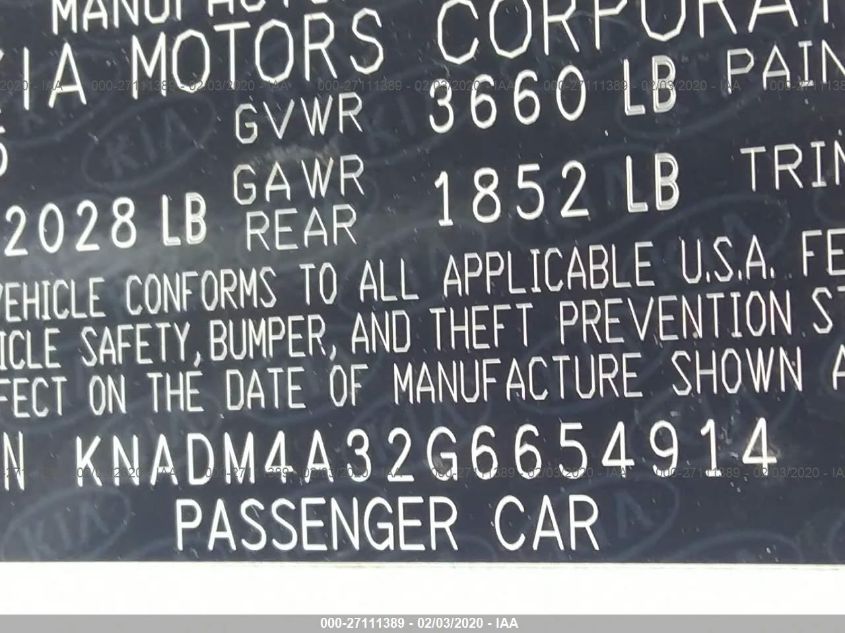 MANUFACTU
KIA MOTORS CORPORAT
GVWR 3660 LB PAIN
GAWR
2028 LB REAR 1852 LB TRIM
VEHICLE CONFORMS TO ALL APPLICABLE U.S.A. FE
ICLE SAFETY, BUMPER, AND THEFT PREVENTION ST
FECT ON THE DATE OF MANUFACTURE SHOWN A
N KNADM4A32G6654914
PASSENGER CAR
000-27111389 - 02/03/2020 - IAA